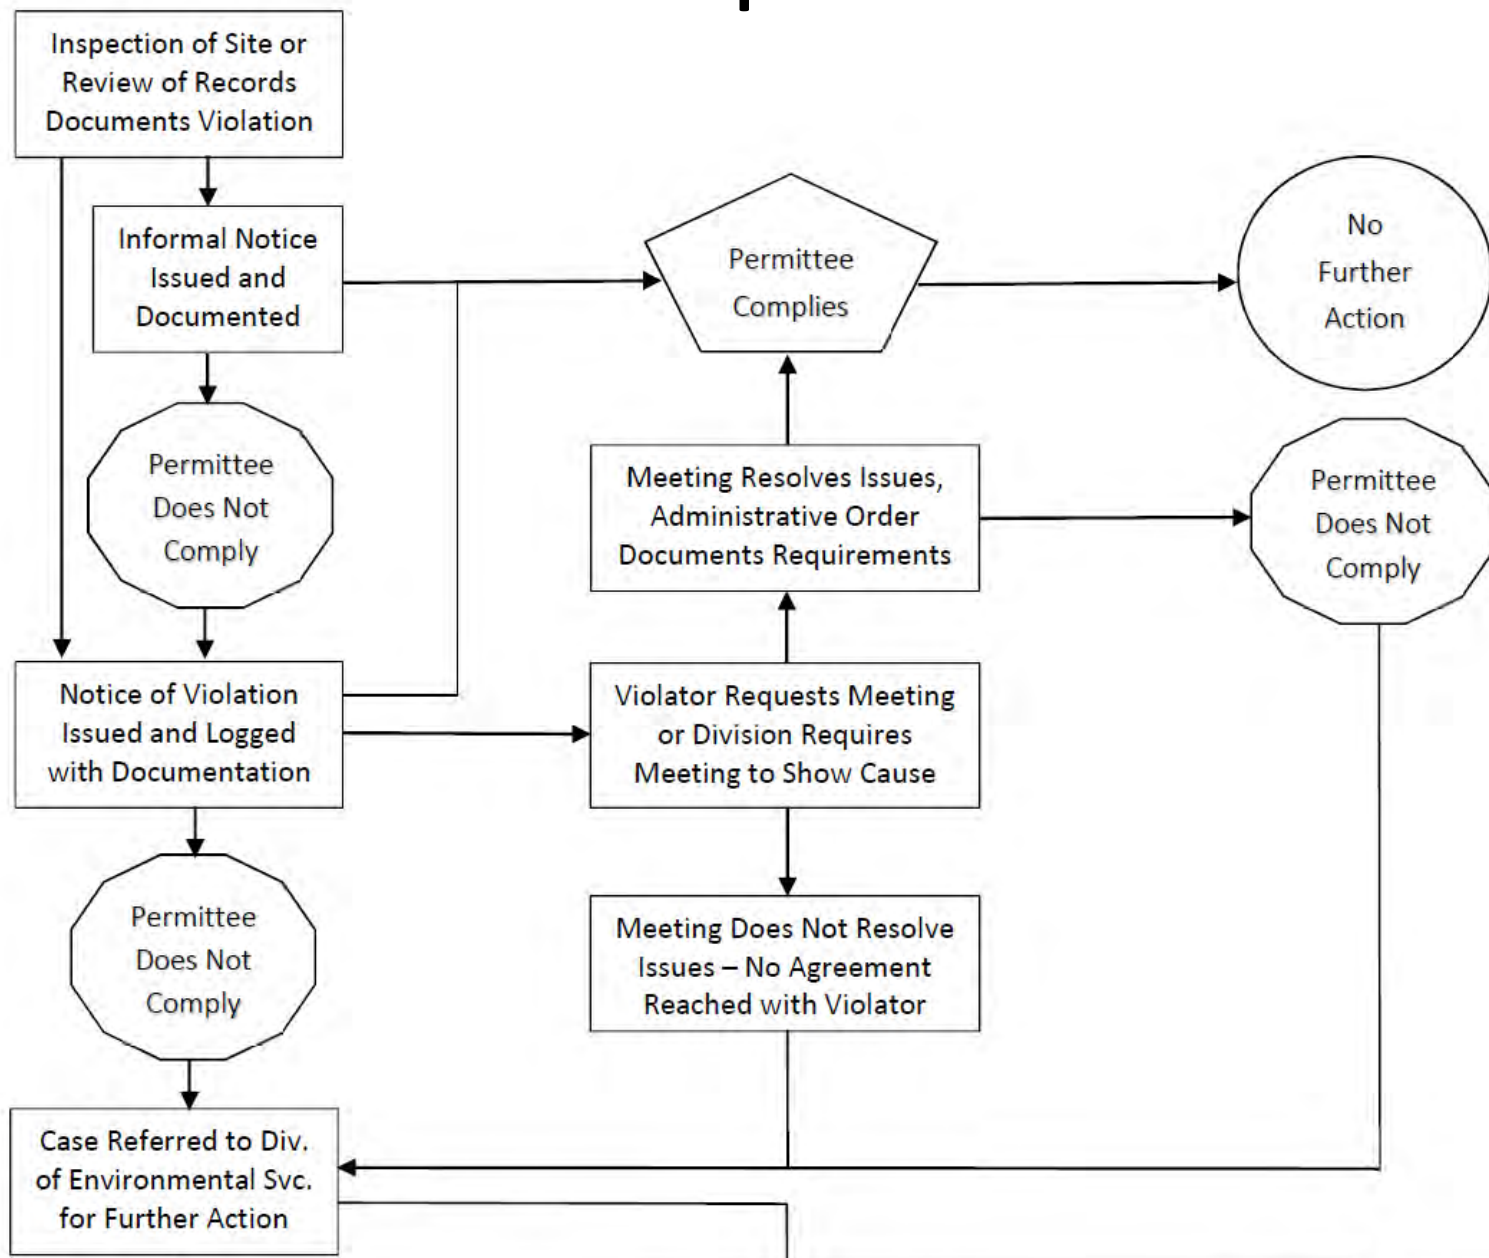 Inspection of Site or
Review of Records
Documents Violation
Informal Notice
Issued and
Documented
Permittee
Complies
No
Further
Action
Permittee
Does Not
Comply
Meeting Resolves Issues,
Administrative Order
Documents Requirements
Permittee
Does Not
Comply
Notice of Violation
Issued and Logged
with Documentation
Violator Requests Meeting
or Division Requires
Meeting to Show Cause
Permittee
Does Not
Comply
Meeting Does Not Resolve
Issues – No Agreement
Reached with Violator
Case Referred to Div.
of Environmental Svc.
for Further Action